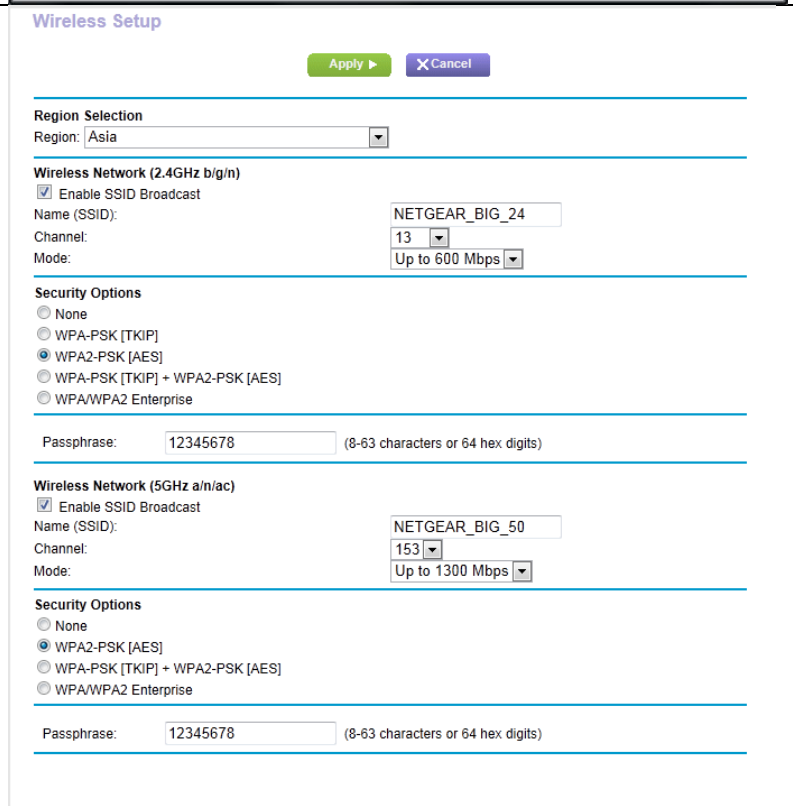 Wireless Setup
Apply
Cancel
Region Selection
Region: Asia
Wireless Network (2.4GHz b/g/n)
Enable SSID Broadcast
Name (SSID): NETGEAR_BIG_24
Channel: 13
Mode: Up to 600 Mbps
Security Options
None
WPA-PSK [TKIP]
WPA2-PSK [AES]
WPA-PSK [TKIP] + WPA2-PSK [AES]
WPA/WPA2 Enterprise
Passphrase: 12345678 (8-63 characters or 64 hex digits)
Wireless Network (5GHz a/n/ac)
Enable SSID Broadcast
Name (SSID): NETGEAR_BIG_50
Channel: 153
Mode: Up to 1300 Mbps
Security Options
None
WPA2-PSK [AES]
WPA-PSK [TKIP] + WPA2-PSK [AES]
WPA/WPA2 Enterprise
Passphrase: 12345678 (8-63 characters or 64 hex digits)